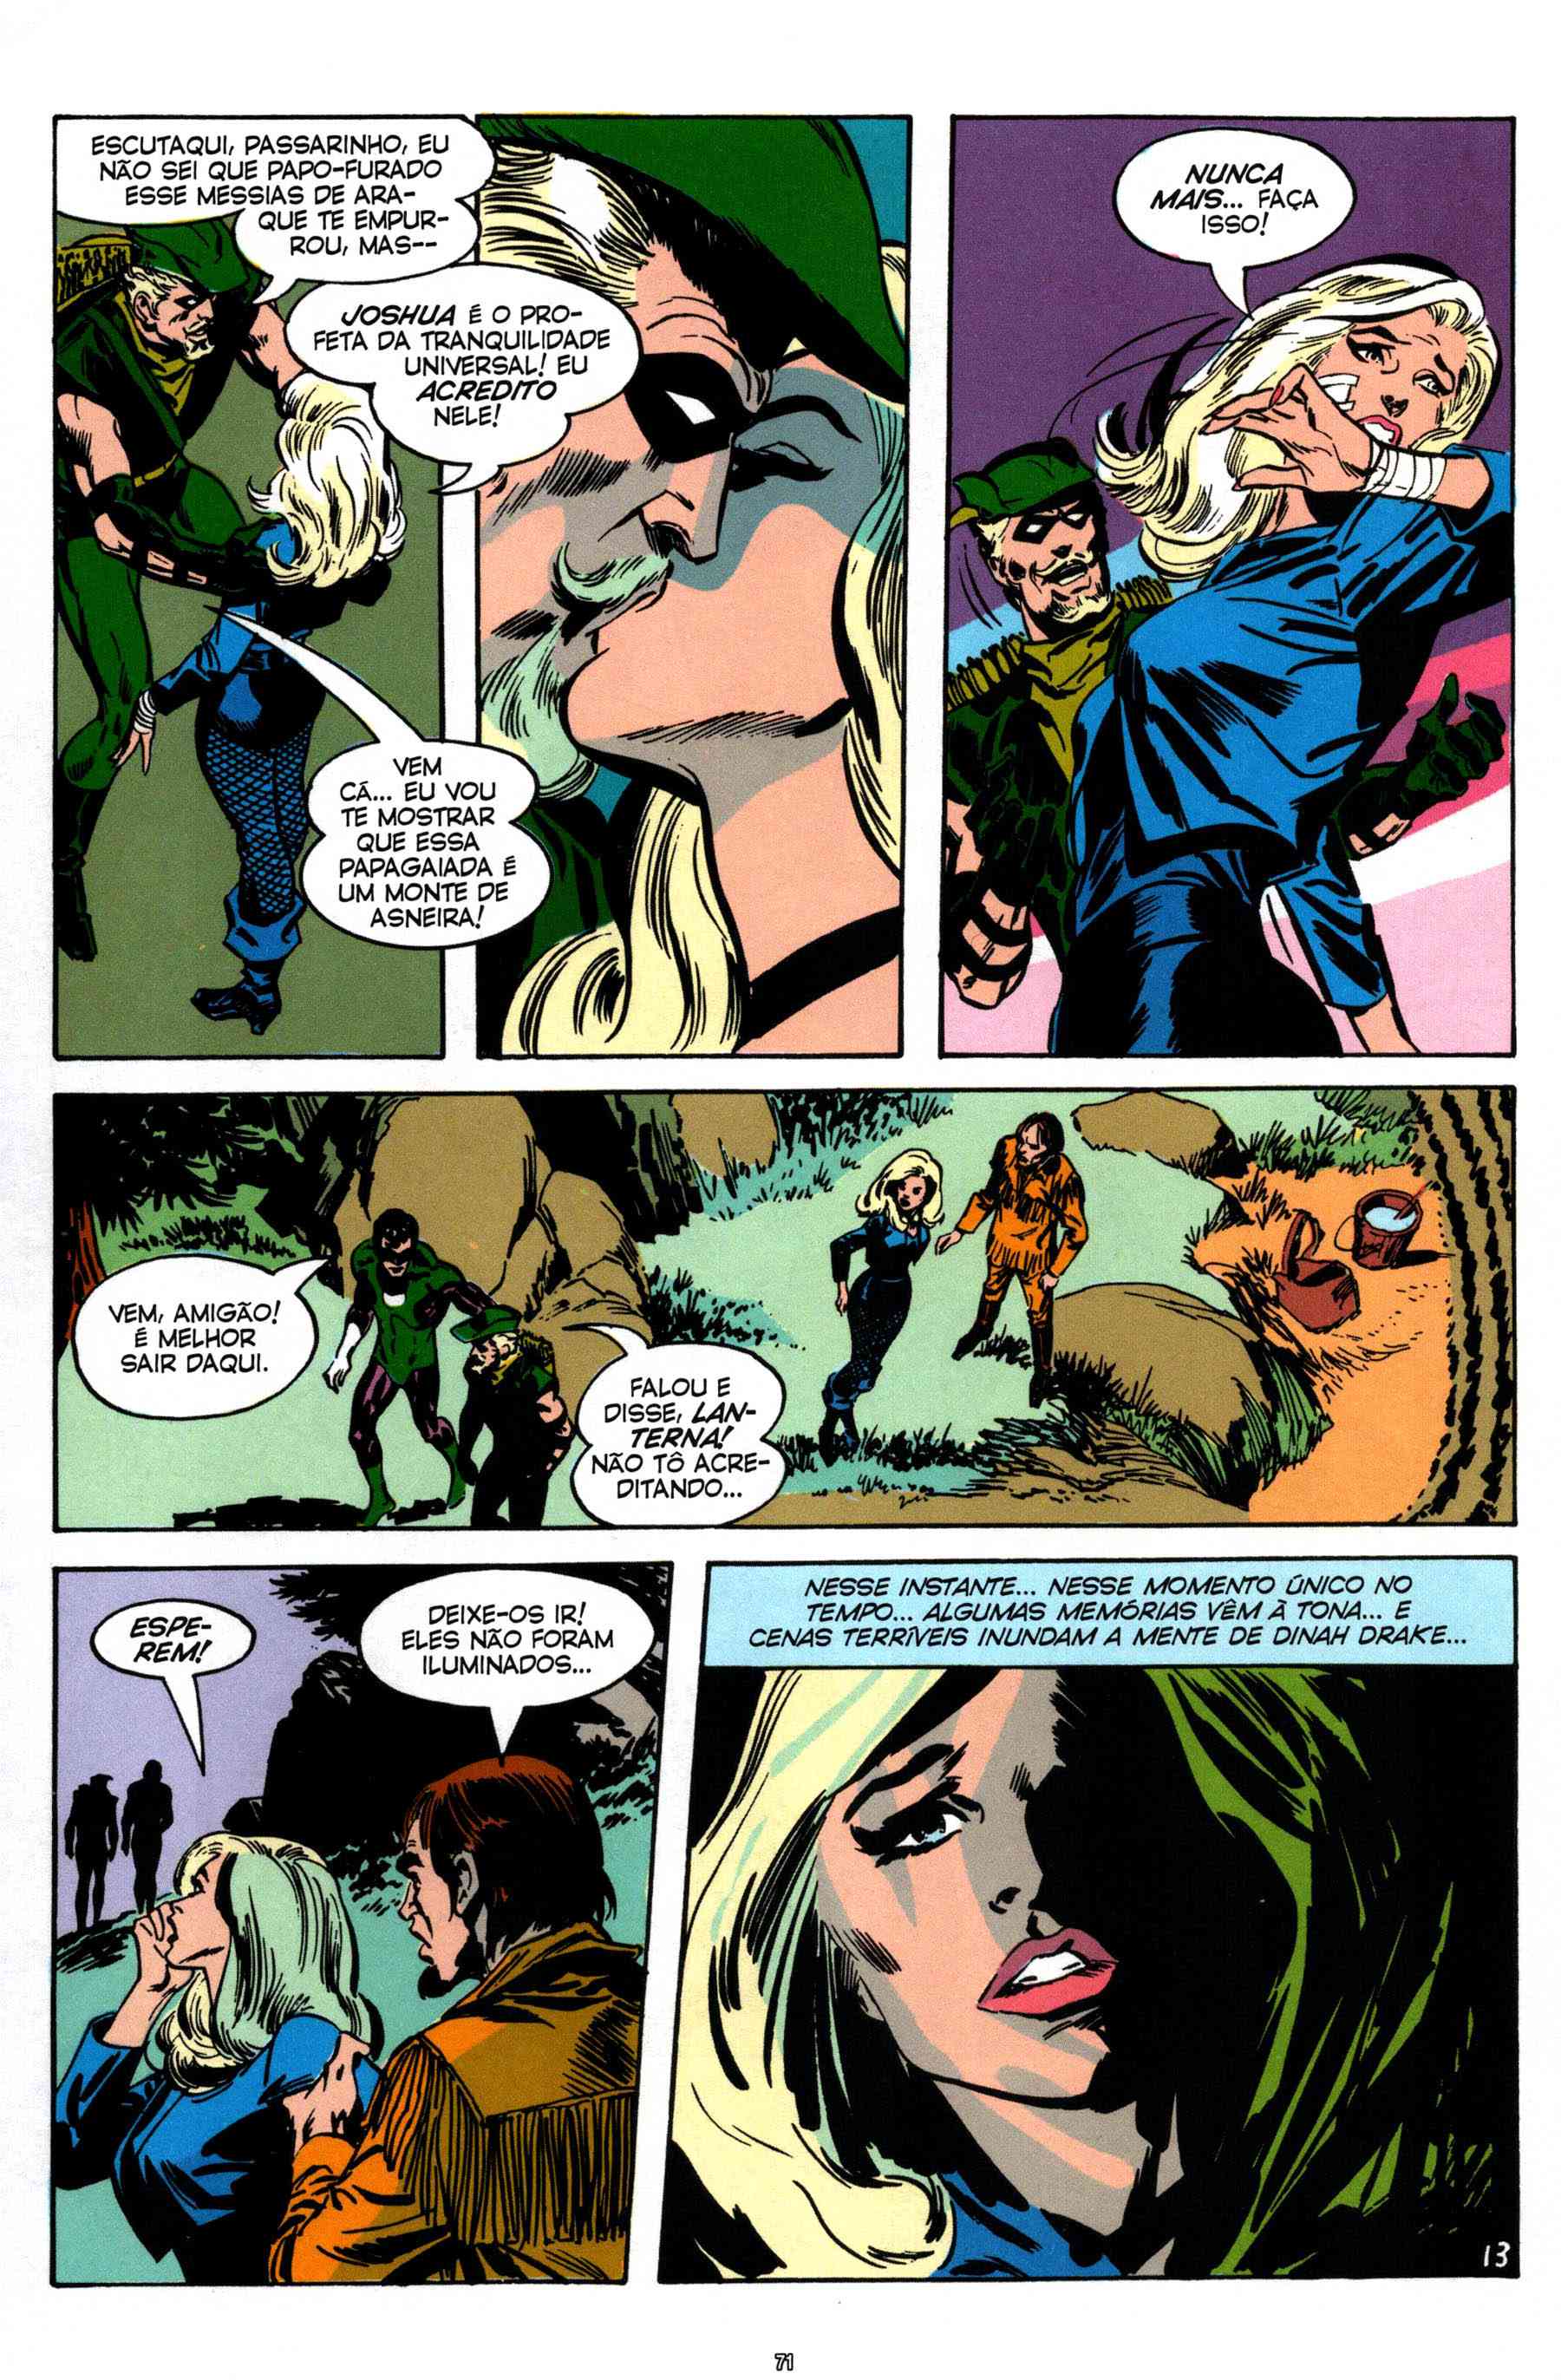 ESCUTAQUI, PASSARINHO, EU
NÃO SEI QUE PAPO-FURADO
ESSE MESSIAS DE ARA-
QUE TE EMPUR-
ROU, MAS--
JOSHUA É O PRO-
FETA DA TRANQUILIDADE
UNIVERSAL! EU
ACREDITO
NELE!
VEM
CÁ... EU VOU
TE MOSTRAR
QUE ESSA
PAPAGAIADA É
UM MONTE DE
ASNEIRA!
NUNCA
MAIS... FAÇA
ISSO!
VEM, AMIGÃO!
É MELHOR
SAIR DAQUI.
FALOU E
DISSE, LAN-
TERNA!
NÃO TÔ ACRE-
DITANDO...
ESPE-
REM!
DEIXE-OS IR!
ELES NÃO FORAM
ILUMINADOS...
NESSE INSTANTE... NESSE MOMENTO ÚNICO NO
TEMPO... ALGUMAS MEMÓRIAS VÊM À TONA... E
CENAS TERRÍVEIS INUNDAM A MENTE DE DINAH DRAKE...
13
71